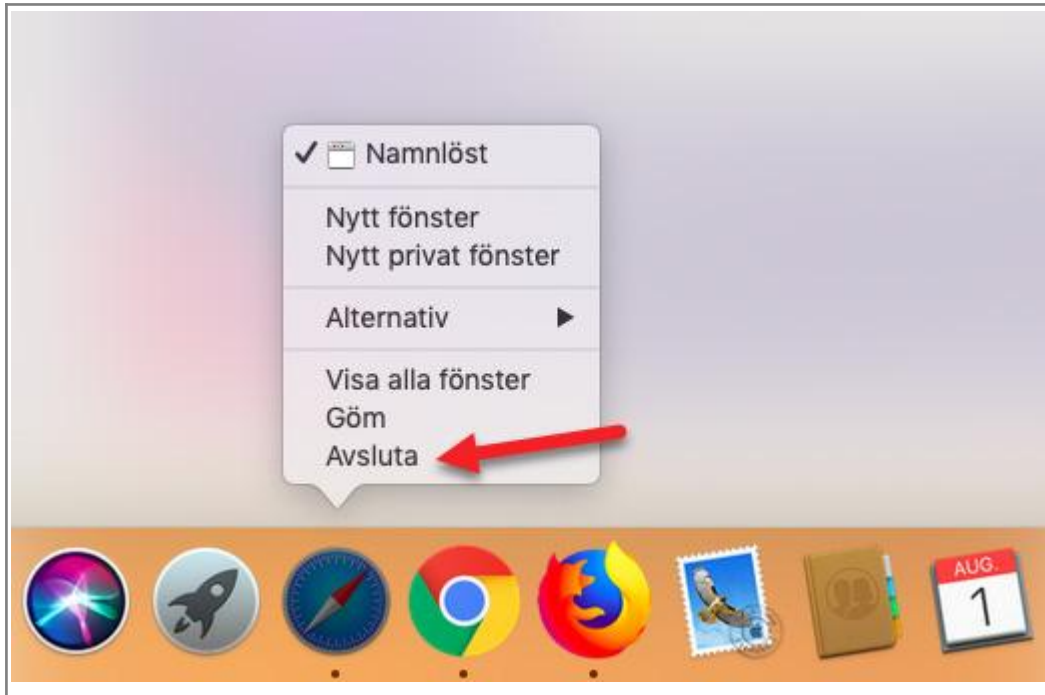 Namnlöst
Nytt fönster
Nytt privat fönster
Alternativ
Visa alla fönster
Göm
Avsluta
AUG.
1